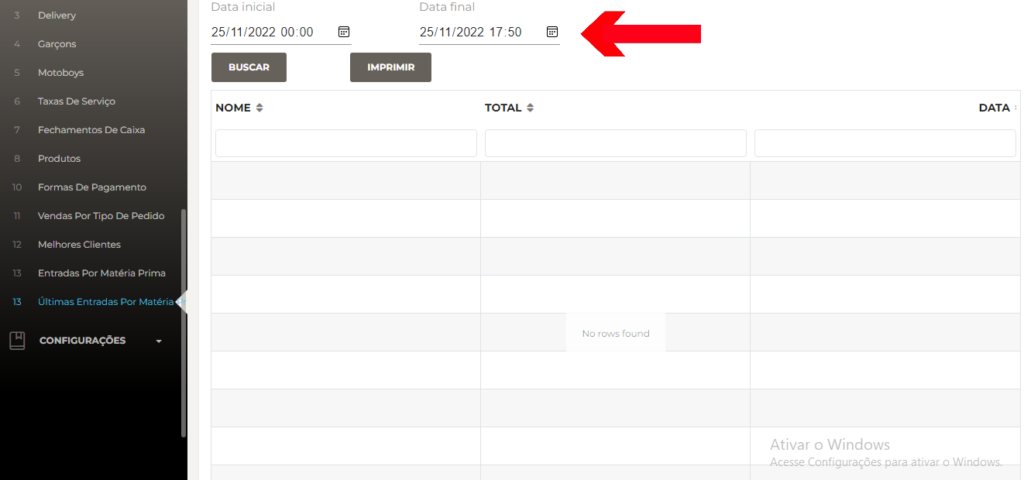 3 Delivery
4 Garçons
5 Motoboys
6 Taxas De Serviço
7 Fechamentos De Caixa
8 Produtos
10 Formas De Pagamento
11 Vendas Por Tipo De Pedido
12 Melhores Clientes
13 Entradas Por Matéria Prima
13 Últimas Entradas Por Matéria
CONFIGURAÇÕES
Data inicial Data final
25/11/2022 00:00 25/11/2022 17:50
BUSCAR IMPRIMIR
NOME TOTAL DATA
No rows found
Ativar o Windows
Acesse Configurações para ativar o Windows.